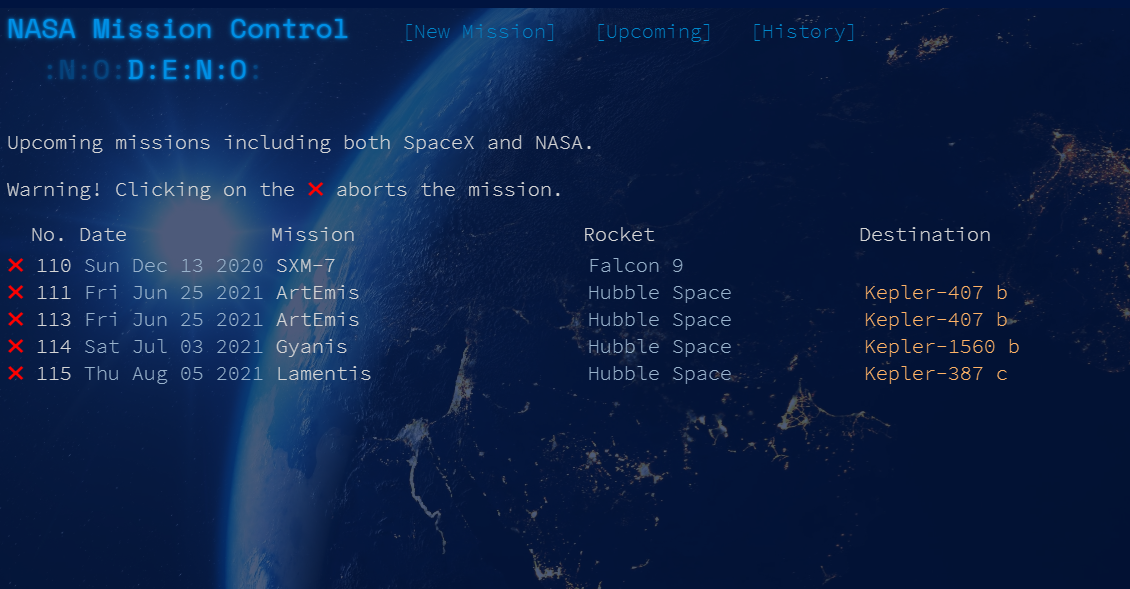 NASA Mission Control [New Mission] [Upcoming] [History]
:N:O:D:E:N:O:
Upcoming missions including both SpaceX and NASA.
Warning! Clicking on the ✕ aborts the mission.
No. Date Mission Rocket Destination
✕ 110 Sun Dec 13 2020 SXM-7 Falcon 9
✕ 111 Fri Jun 25 2021 ArtEmis Hubble Space Kepler-407 b
✕ 113 Fri Jun 25 2021 ArtEmis Hubble Space Kepler-407 b
✕ 114 Sat Jul 03 2021 Gyanis Hubble Space Kepler-1560 b
✕ 115 Thu Aug 05 2021 Lamentis Hubble Space Kepler-387 c